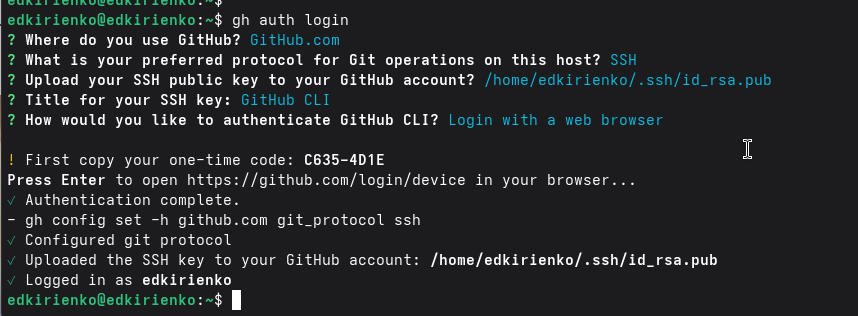 edkirienko@edkirienko:~$
edkirienko@edkirienko:~$ gh auth login
? Where do you use GitHub? GitHub.com
? What is your preferred protocol for Git operations on this host? SSH
? Upload your SSH public key to your GitHub account? /home/edkirienko/.ssh/id_rsa.pub
? Title for your SSH key: GitHub CLI
? How would you like to authenticate GitHub CLI? Login with a web browser
! First copy your one-time code: C635-4D1E
Press Enter to open https://github.com/login/device in your browser...
✓ Authentication complete.
- gh config set -h github.com git_protocol ssh
✓ Configured git protocol
✓ Uploaded the SSH key to your GitHub account: /home/edkirienko/.ssh/id_rsa.pub
✓ Logged in as edkirienko
edkirienko@edkirienko:~$